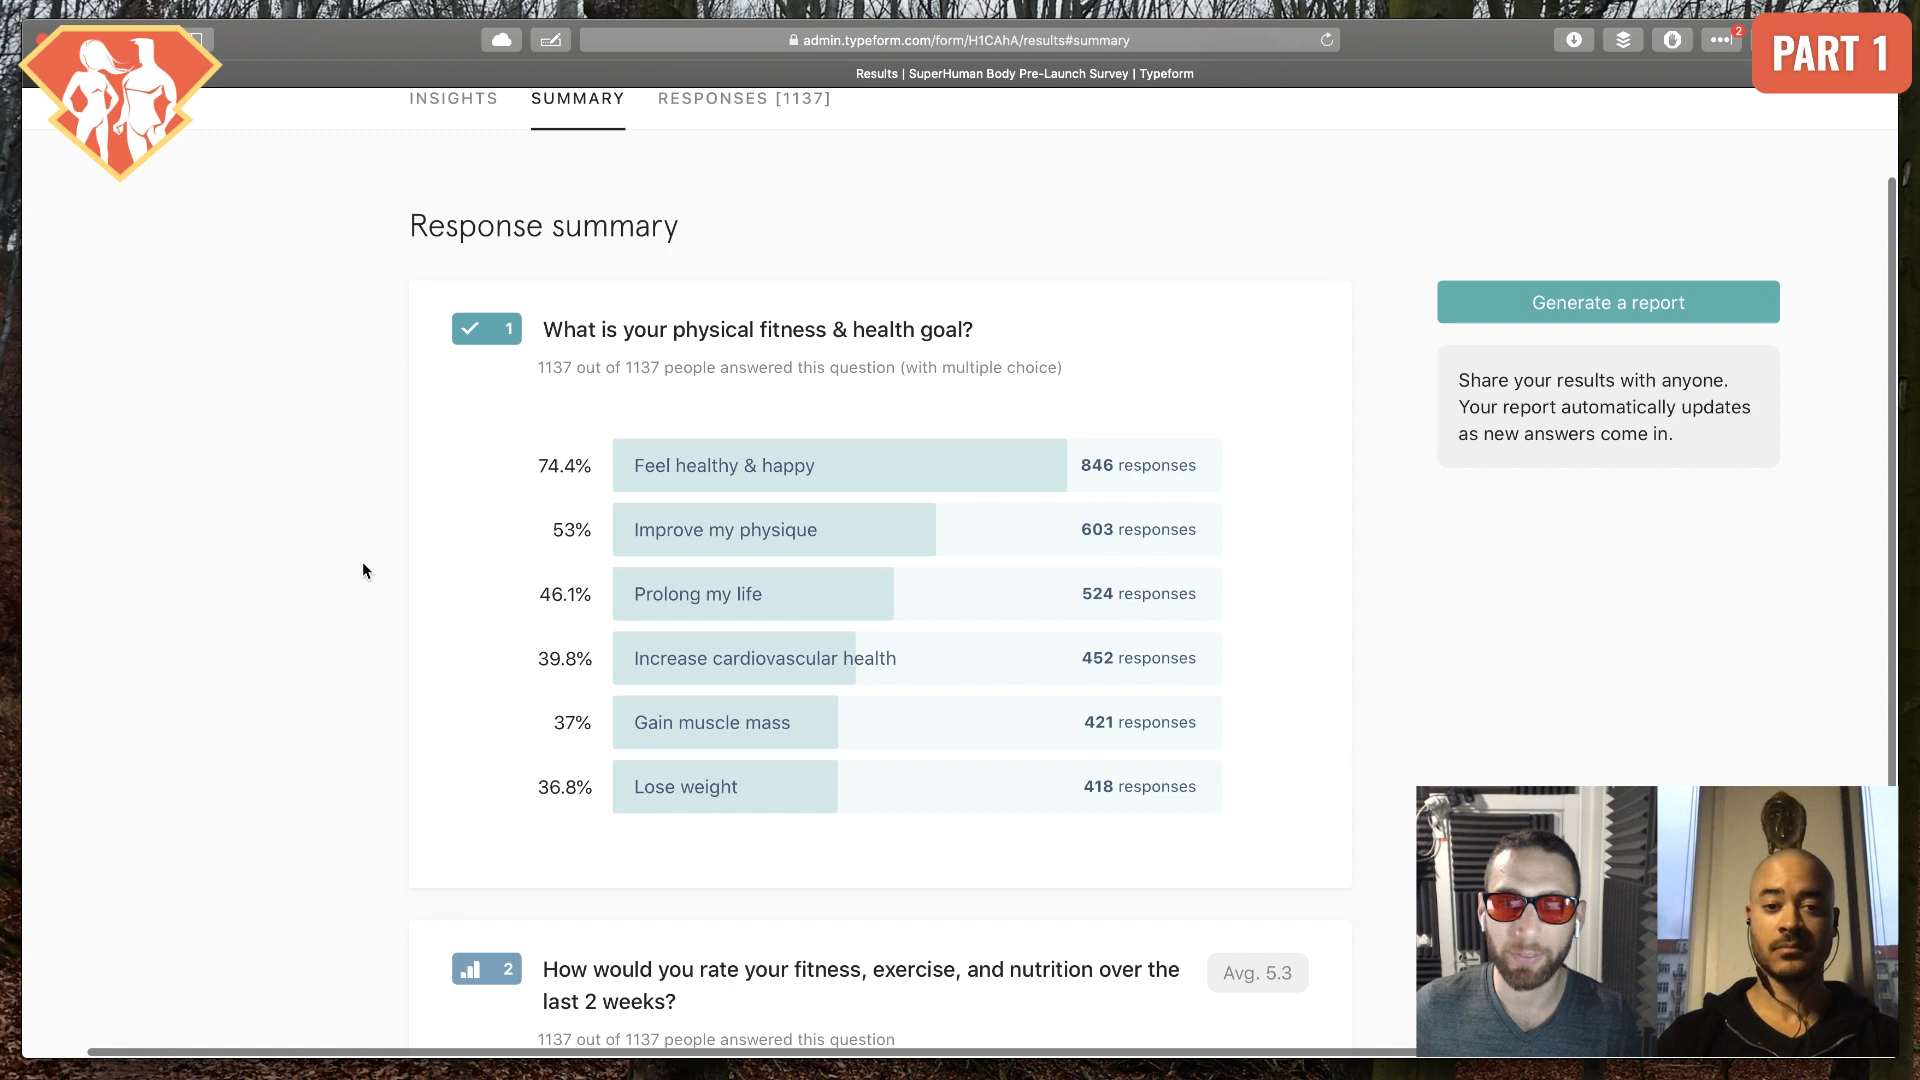 admin.typeform.com/form/H1CAhA/results#summary
2
PART 1
Results | SuperHuman Body Pre-Launch Survey | Typeform
INSIGHTS
SUMMARY
RESPONSES [1137]
Response summary
1
What is your physical fitness & health goal?
1137 out of 1137 people answered this question (with multiple choice)
74.4%
Feel healthy & happy
846 responses
53%
Improve my physique
603 responses
46.1%
Prolong my life
524 responses
39.8%
Increase cardiovascular health
452 responses
37%
Gain muscle mass
421 responses
36.8%
Lose weight
418 responses
Generate a report
Share your results with anyone.
Your report automatically updates
as new answers come in.
2
How would you rate your fitness, exercise, and nutrition over the
last 2 weeks?
Avg. 5.3
1137 out of 1137 people answered this question